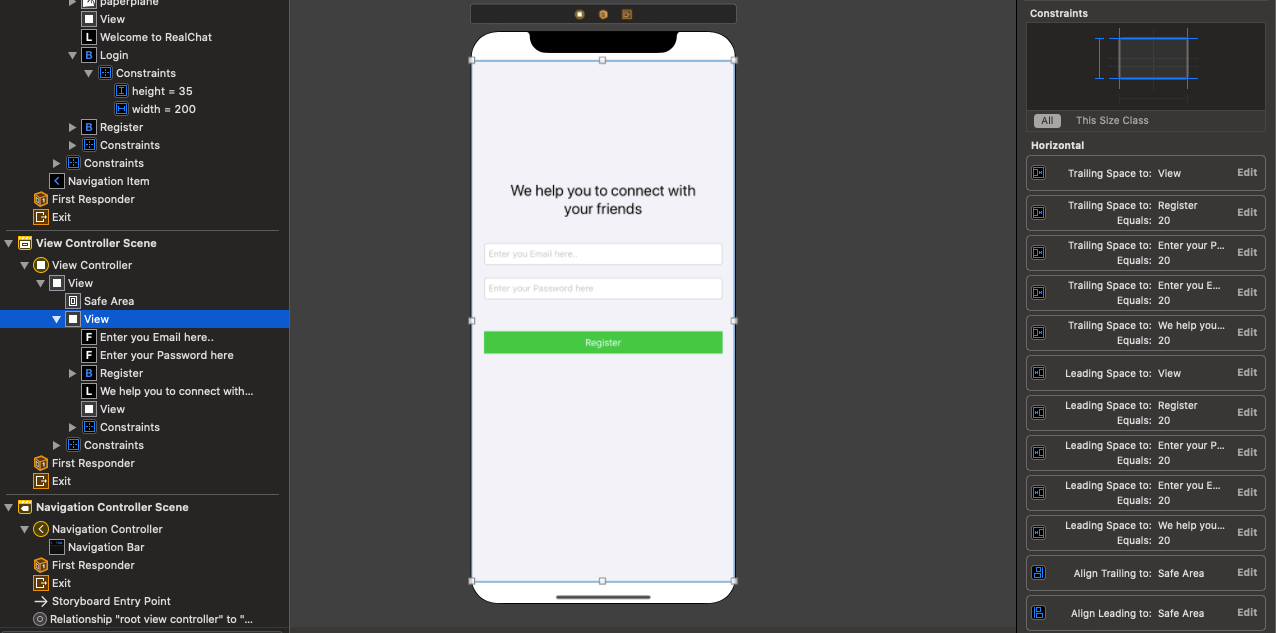 paperplane
View
L Welcome to RealChat
B Login
Constraints
height = 35
width = 200
B Register
Constraints
Constraints
Navigation Item
First Responder
Exit
View Controller Scene
View Controller
View
Safe Area
View
F Enter you Email here..
F Enter your Password here
B Register
L We help you to connect with...
View
Constraints
Constraints
First Responder
Exit
Navigation Controller Scene
Navigation Controller
Navigation Bar
First Responder
Exit
Storyboard Entry Point
Relationship "root view controller" to "...
We help you to connect with
your friends
Enter you Email here..
Enter your Password here
Register
Constraints
All This Size Class
Horizontal
Trailing Space to: View Edit
Trailing Space to: Register
Equals: 20 Edit
Trailing Space to: Enter your P...
Equals: 20 Edit
Trailing Space to: Enter you E...
Equals: 20 Edit
Trailing Space to: We help you...
Equals: 20 Edit
Leading Space to: View Edit
Leading Space to: Register
Equals: 20 Edit
Leading Space to: Enter your P...
Equals: 20 Edit
Leading Space to: Enter you E...
Equals: 20 Edit
Leading Space to: We help you...
Equals: 20 Edit
Align Trailing to: Safe Area Edit
Align Leading to: Safe Area Edit